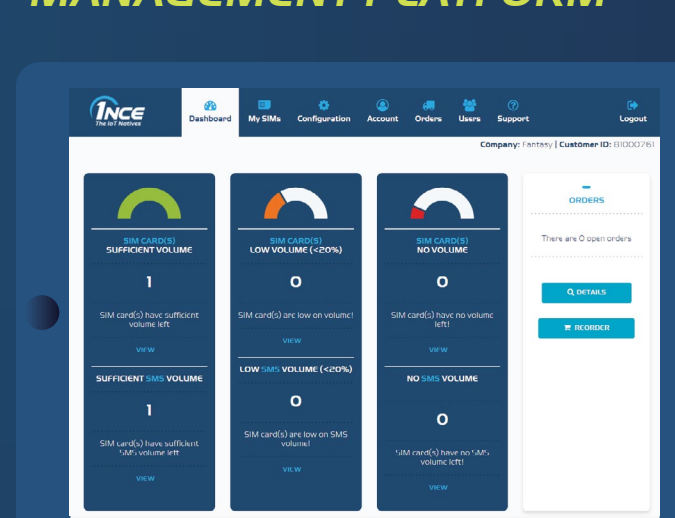 MANAGEMENT PLATFORM
1NCE
The IoT Natives
Dashboard
My SIMs
Configuration
Account
Orders
Users
Support
Logout
Company: Fantasy | Customer ID: 81000761
SIM CARD(S)
SUFFICIENT VOLUME
1
SIM card(s) have sufficient
volume left
VIEW
SUFFICIENT SMS VOLUME
1
SIM card(s) have sufficient
SMS volume left
VIEW
SIM CARD(S)
LOW VOLUME (<20%)
0
SIM card(s) are low on volume!
VIEW
LOW SMS VOLUME (<20%)
0
SIM card(s) are low on SMS
volume!
VIEW
SIM CARD(S)
NO VOLUME
0
SIM card(s) have no volume
left!
VIEW
NO SMS VOLUME
0
SIM card(s) have no SMS
volume left!
VIEW
ORDERS
There are 0 open orders
DETAILS
REORDER